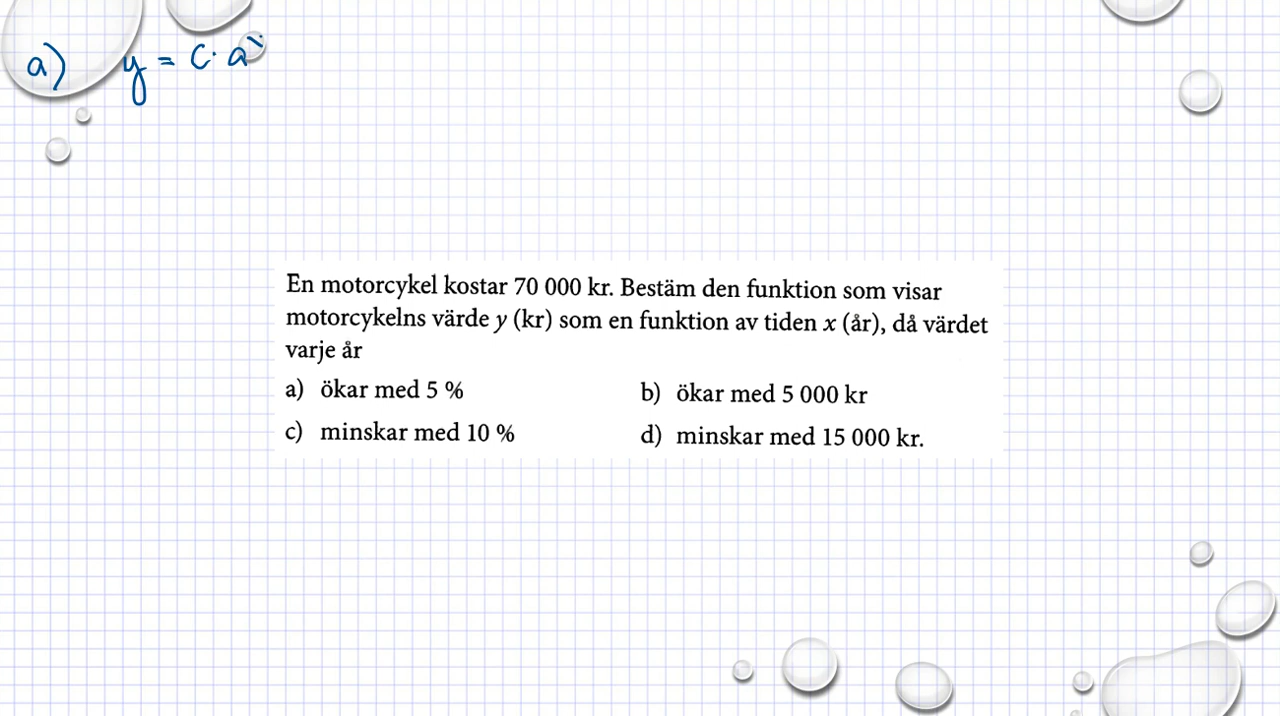 a) y = C · a^x
En motorcykel kostar 70 000 kr. Bestäm den funktion som visar
motorcykelns värde y (kr) som en funktion av tiden x (år), då värdet
varje år
a) ökar med 5 % b) ökar med 5 000 kr
c) minskar med 10 % d) minskar med 15 000 kr.